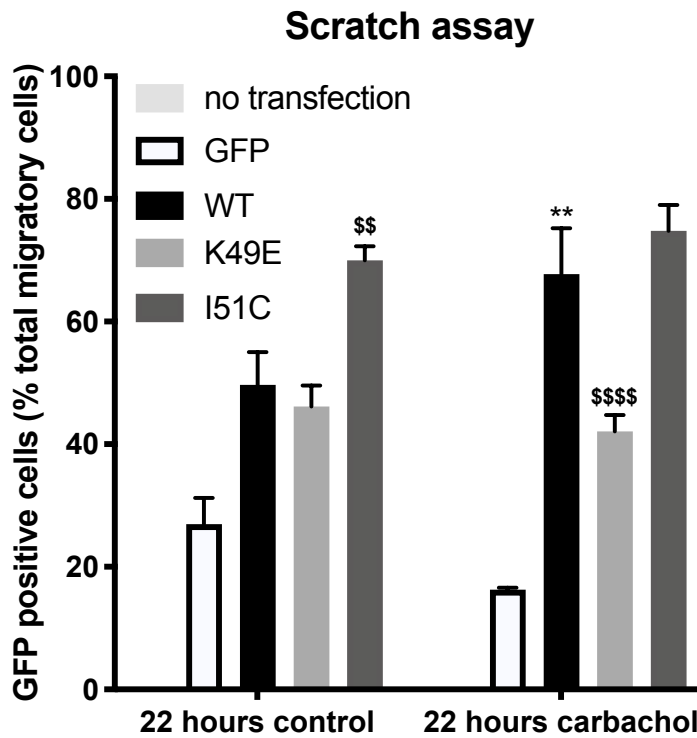 Scratch assay
GFP positive cells (% total migratory cells)
100
80
60
40
20
0
no transfection
GFP
WT
K49E
I51C
$$
**
$$$$
22 hours control
22 hours carbachol